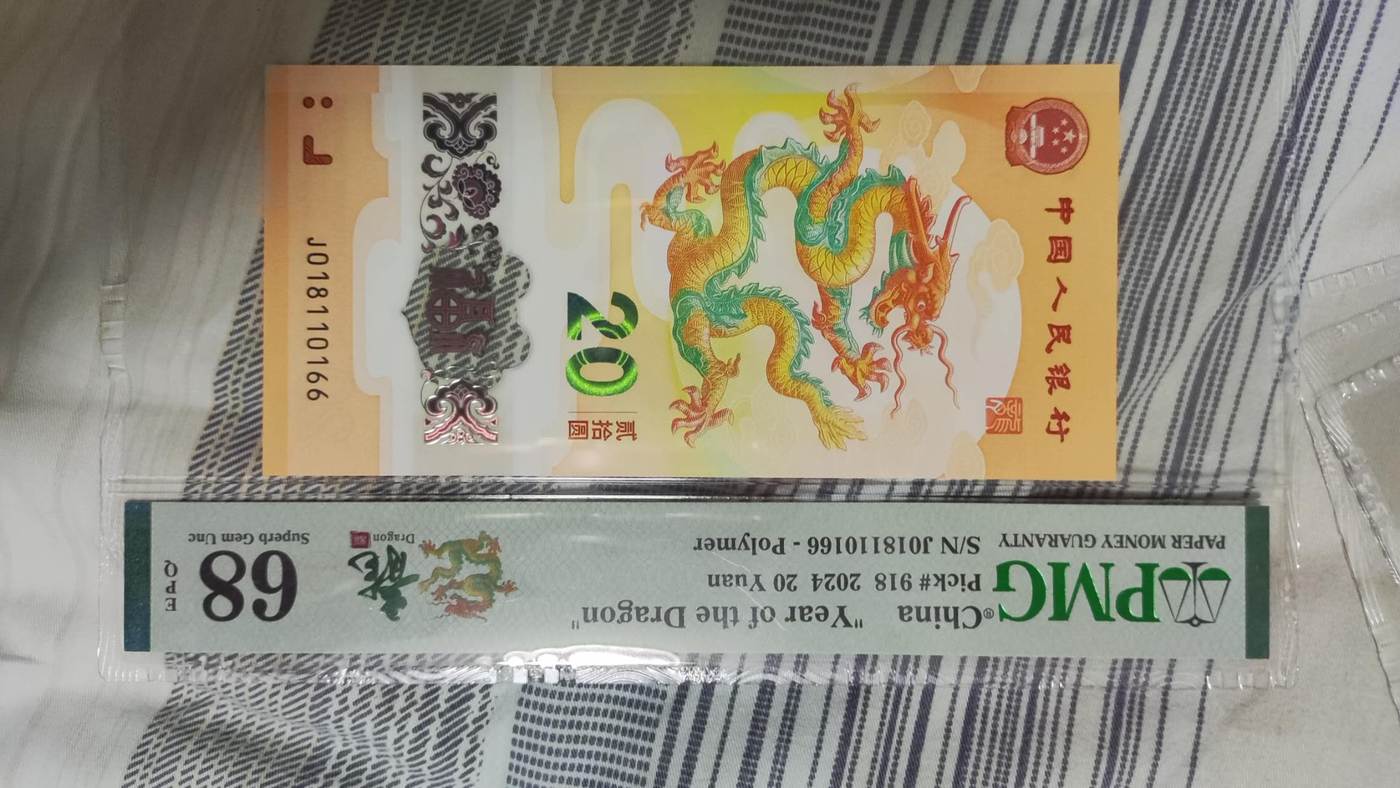 中国人民银行
20
贰拾圆
J018110166
PMG
PAPER MONEY GUARANTY
®China "Year of the Dragon"
Pick# 918 2024 20 Yuan
S/N J018110166 - Polymer
龍
Dragon
68
EPQ
Superb Gem Unc